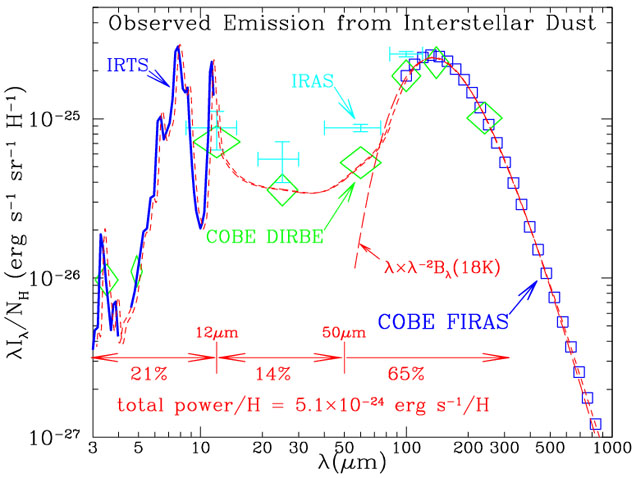 Observed Emission from Interstellar Dust
IRTS
IRAS
10⁻²⁵
λI_λ/N_H (erg s⁻¹ sr⁻¹ H⁻¹)
COBE DIRBE
λ×λ⁻²B_λ(18K)
10⁻²⁶
COBE FIRAS
12μm
50μm
21%
14%
65%
total power/H = 5.1×10⁻²⁴ erg s⁻¹/H
10⁻²⁷
3 5 10 20 30 50 100 200 300 500 1000
λ(μm)